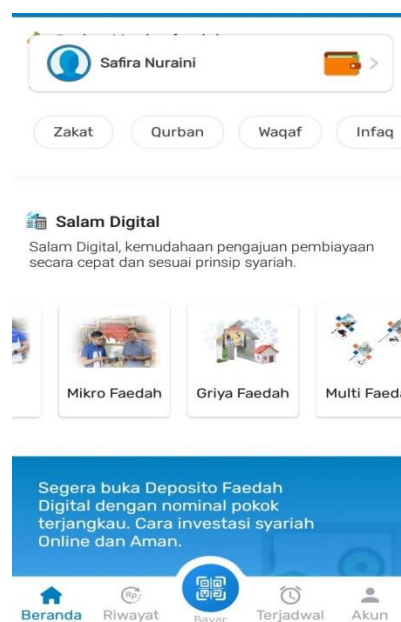 Safira Nuraini
Zakat
Qurban
Waqaf
Infaq
Salam Digital
Salam Digital, kemudahaan pengajuan pembiayaan
secara cepat dan sesuai prinsip syariah.
Mikro Faedah
Griya Faedah
Multi Faeda
Segera buka Deposito Faedah
Digital dengan nominal pokok
terjangkau. Cara investasi syariah
Online dan Aman.
Rp
Beranda
Riwayat
Bayar
Terjadwal
Akun